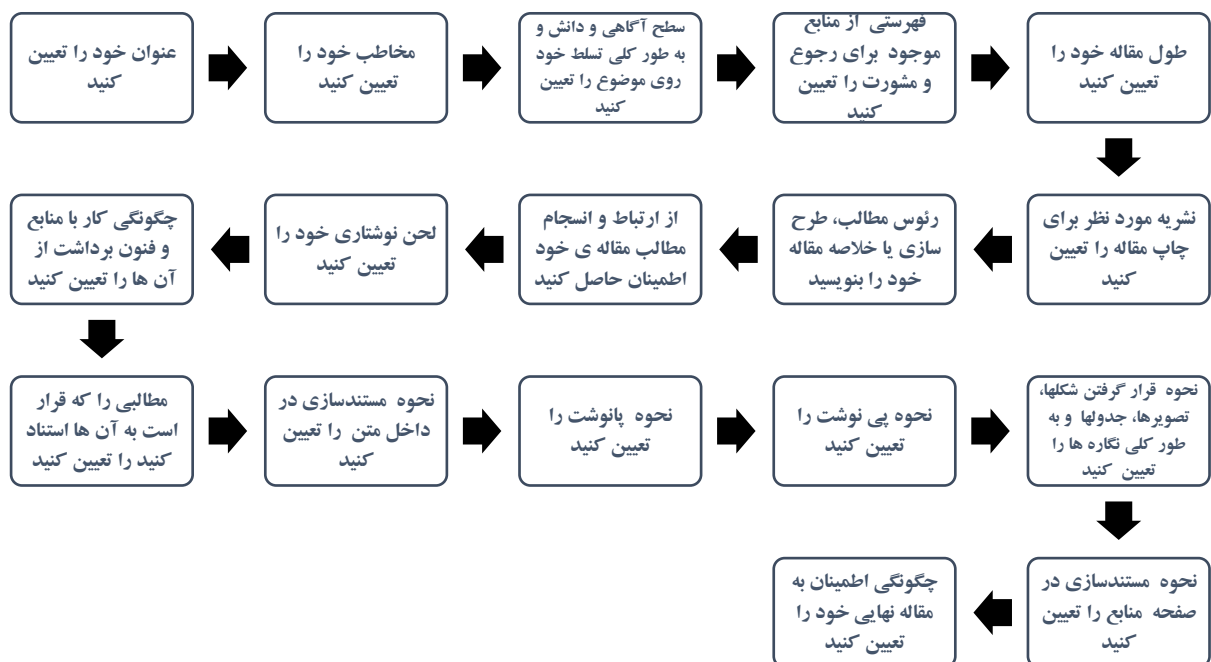 عنوان خود را تعیین
کنید
مخاطب خود را
تعیین کنید
سطح آگاهی و دانش و
به طور کلی تسلط خود
روی موضوع را تعیین
کنید
فهرستی از منابع
موجود برای رجوع
و مشورت را تعیین
کنید
طول مقاله خود را
تعیین کنید
نشریه مورد نظر برای
چاپ مقاله را تعیین
کنید
رئوس مطالب، طرح
سازی یا خلاصه مقاله
خود را بنویسید
از ارتباط و انسجام
مطالب مقاله ی خود
اطمینان حاصل کنید
لحن نوشتاری خود را
تعیین کنید
چگونگی کار با منابع
و فنون برداشت از
آن ها را تعیین کنید
مطالبی را که قرار
است به آن ها استناد
کنید را تعیین کنید
نحوه مستندسازی در
داخل متن را تعیین
کنید
نحوه پانوشت را
تعیین کنید
نحوه پی نوشت را
تعیین کنید
نحوه قرار گرفتن شکلها،
تصویرها، جدولها و به
طور کلی نگاره ها را
تعیین کنید
نحوه مستندسازی در
صفحه منابع را تعیین
کنید
چگونگی اطمینان به
مقاله نهایی خود را
تعیین کنید